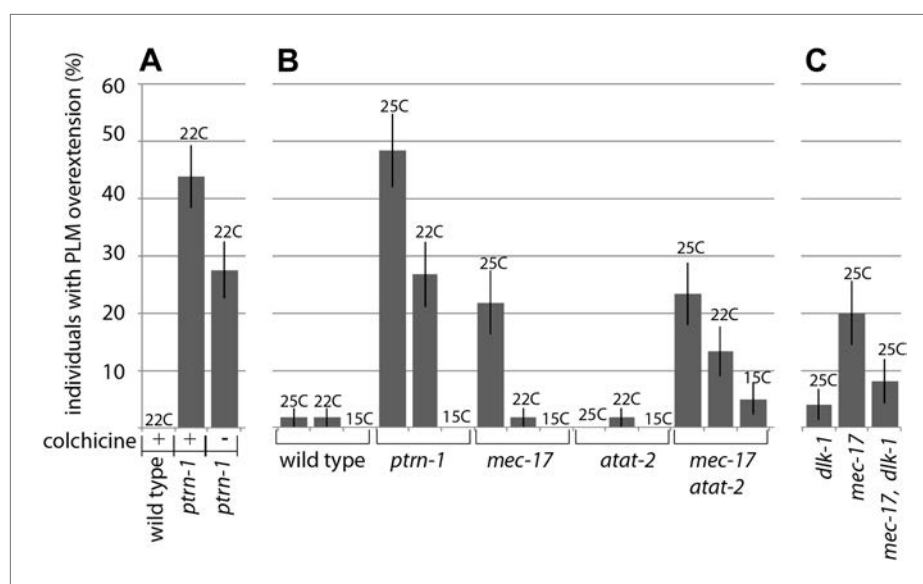 A B C
individuals with PLM overextension (%)
60
50
40
30
20
10
22C
22C
22C
25C 22C 15C
25C
22C
15C
25C
22C
15C
25C
22C
15C
25C
22C
15C
25C
25C
25C
colchicine + + -
wild type
ptrn-1
ptrn-1
wild type ptrn-1 mec-17 atat-2 mec-17
atat-2
dlk-1
mec-17
mec-17, dlk-1